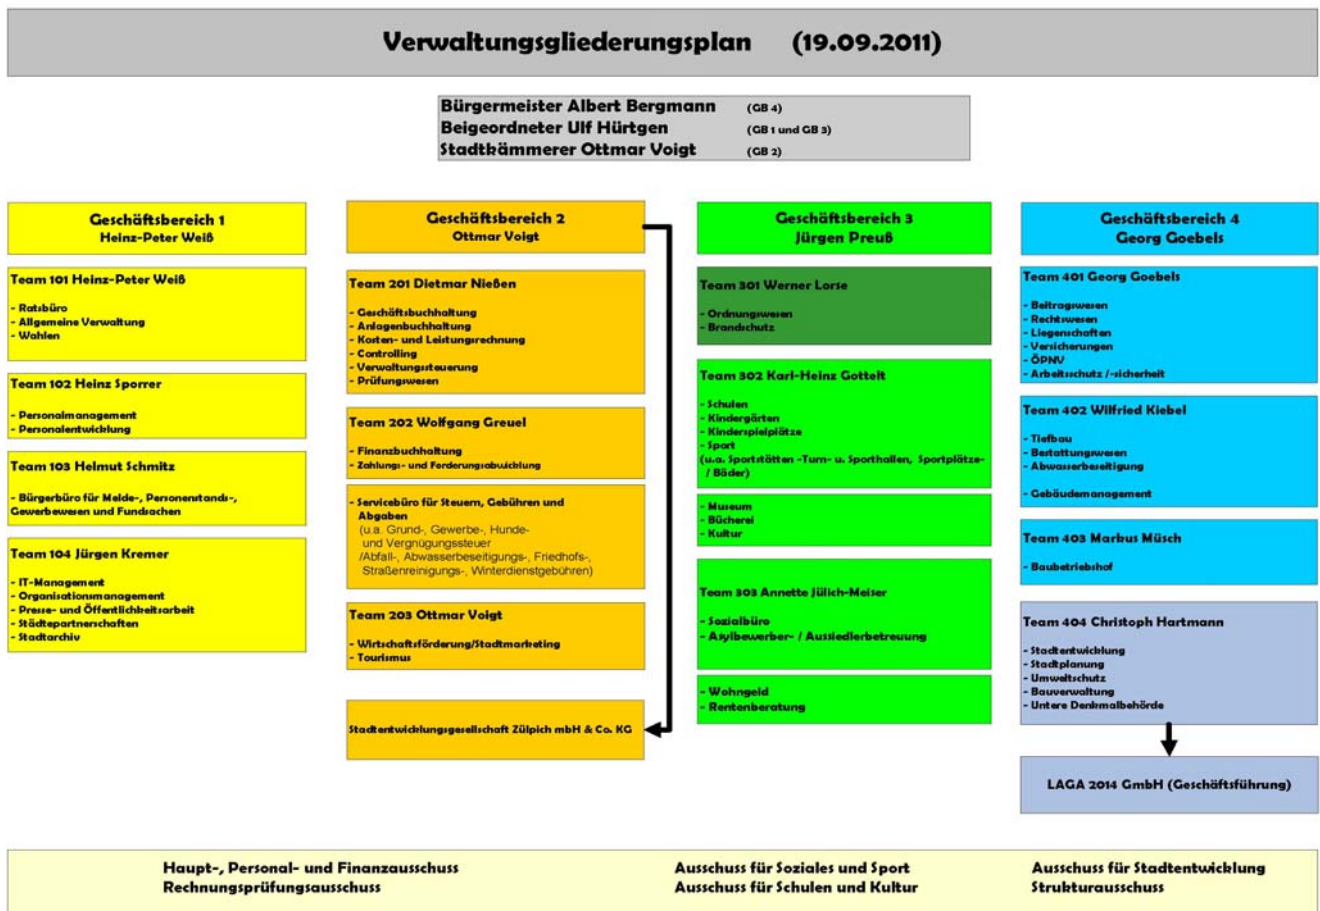 Verwaltungsgliederungsplan (19.09.2011)
Bürgermeister Albert Bergmann (GB 4)
Beigeordneter Ulf Hürtgen (GB 1 und GB 3)
Stadtkämmerer Ottmar Voigt (GB 2)
Geschäftsbereich 1
Heinz-Peter Weiß
Team 101 Heinz-Peter Weiß
- Ratsbüro
- Allgemeine Verwaltung
- Wahlen
Team 102 Heinz Sporrer
- Personalmanagement
- Personalentwicklung
Team 103 Helmut Schmitz
- Bürgerbüro für Melde-, Personenstands-,
Gewerbewesen und Fundsachen
Team 104 Jürgen Kremer
- IT-Management
- Organisationsmanagement
- Presse- und Öffentlichkeitsarbeit
- Städtepartnerschaften
- Stadtarchiv
Geschäftsbereich 2
Ottmar Voigt
Team 201 Dietmar Nießen
- Geschäftsbuchhaltung
- Anlagenbuchhaltung
- Kosten- und Leistungsrechnung
- Controlling
- Verwaltungssteuerung
- Prüfungswesen
Team 202 Wolfgang Greuel
- Finanzbuchhaltung
- Zahlungs- und Forderungsabwicklung
- Servicebüro für Steuern, Gebühren und
Abgaben
(u.a. Grund-, Gewerbe-, Hunde-
und Vergnügungssteuer
/Abfall-, Abwasserbeseitigungs-, Friedhofs-,
Straßenreinigungs-, Winterdienstgebühren)
Team 203 Ottmar Voigt
- Wirtschaftsförderung/Stadtmarketing
- Tourismus
Stadtentwicklungsgesellschaft Zülpich mbH & Co. KG
Geschäftsbereich 3
Jürgen Preuß
Team 301 Werner Lorse
- Ordnungswesen
- Brandschutz
Team 302 Karl-Heinz Gottelt
- Schulen
- Kindergärten
- Kinderspielplätze
- Sport
(u.a. Sportstätten -Turn- u. Sporthallen, Sportplätze-
/ Bäder)
- Museum
- Bücherei
- Kultur
Team 303 Annette Jülich-Meiser
- Sozialbüro
- Asylbewerber- / Aussiedlerbetreuung
- Wohngeld
- Rentenberatung
Geschäftsbereich 4
Georg Goebels
Team 401 Georg Goebels
- Beitragswesen
- Rechtswesen
- Liegenschaften
- Versicherungen
- ÖPNV
- Arbeitsschutz /-sicherheit
Team 402 Wilfried Kiebel
- Tiefbau
- Bestattungswesen
- Abwasserbeseitigung
- Gebäudemanagement
Team 403 Markus Müsch
- Baubetriebshof
Team 404 Christoph Hartmann
- Stadtentwicklung
- Stadtplanung
- Umweltschutz
- Bauverwaltung
- Untere Denkmalbehörde
LAGA 2014 GmbH (Geschäftsführung)
Haupt-, Personal- und Finanzausschuss
Rechnungsprüfungsausschuss
Ausschuss für Soziales und Sport
Ausschuss für Schulen und Kultur
Ausschuss für Stadtentwicklung
Strukturausschuss